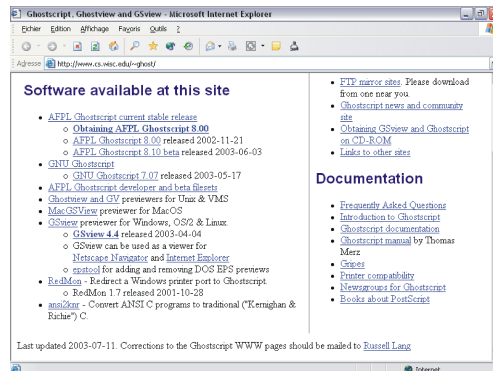 Ghostscript, Ghostview and GSview - Microsoft Internet Explorer
Fichier Edition Affichage Favoris Outils ?
Adresse http://www.cs.wisc.edu/~ghost/
Software available at this site
AFPL Ghostscript current stable release
Obtaining AFPL Ghostscript 8.00
AFPL Ghostscript 8.00 released 2002-11-21
AFPL Ghostscript 8.10 beta released 2003-06-03
GNU Ghostscript
GNU Ghostscript 7.07 released 2003-05-17
AFPL Ghostscript developer and beta filesets
Ghostview and GV previewers for Unix & VMS
MacGSView previewer for MacOS
GSview previewer for Windows, OS/2 & Linux.
GSview 4.4 released 2003-04-04
GSview can be used as a viewer for
Netscape Navigator and Internet Explorer
epstool for adding and removing DOS EPS previews
RedMon - Redirect a Windows printer port to Ghostscript.
RedMon 1.7 released 2001-10-28
ansi2knr - Convert ANSI C programs to traditional ("Kernighan &
Richie") C.
FTP mirror sites. Please download
from one near you.
Ghostscript news and community
site
Obtaining GSview and Ghostscript
on CD-ROM
Links to other sites
Documentation
Frequently Asked Questions
Introduction to Ghostscript
Ghostscript documentation
Ghostscript manual by Thomas
Merz
Gripes
Printer compatibility
Newsgroups for Ghostscript
Books about PostScript
Last updated 2003-07-11. Corrections to the Ghostscript WWW pages should be mailed to Russell Lang
Internet